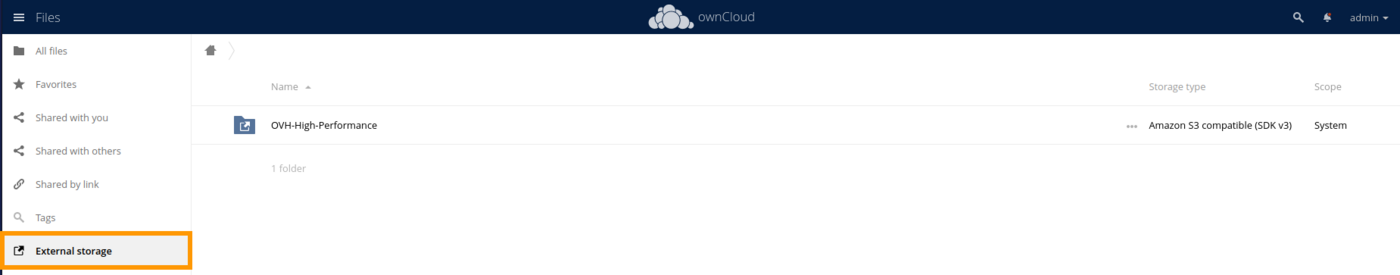 Files
ownCloud
admin
All files
Favorites
Shared with you
Shared with others
Shared by link
Tags
External storage
Name
Storage type
Scope
OVH-High-Performance
Amazon S3 compatible (SDK v3)
System
1 folder